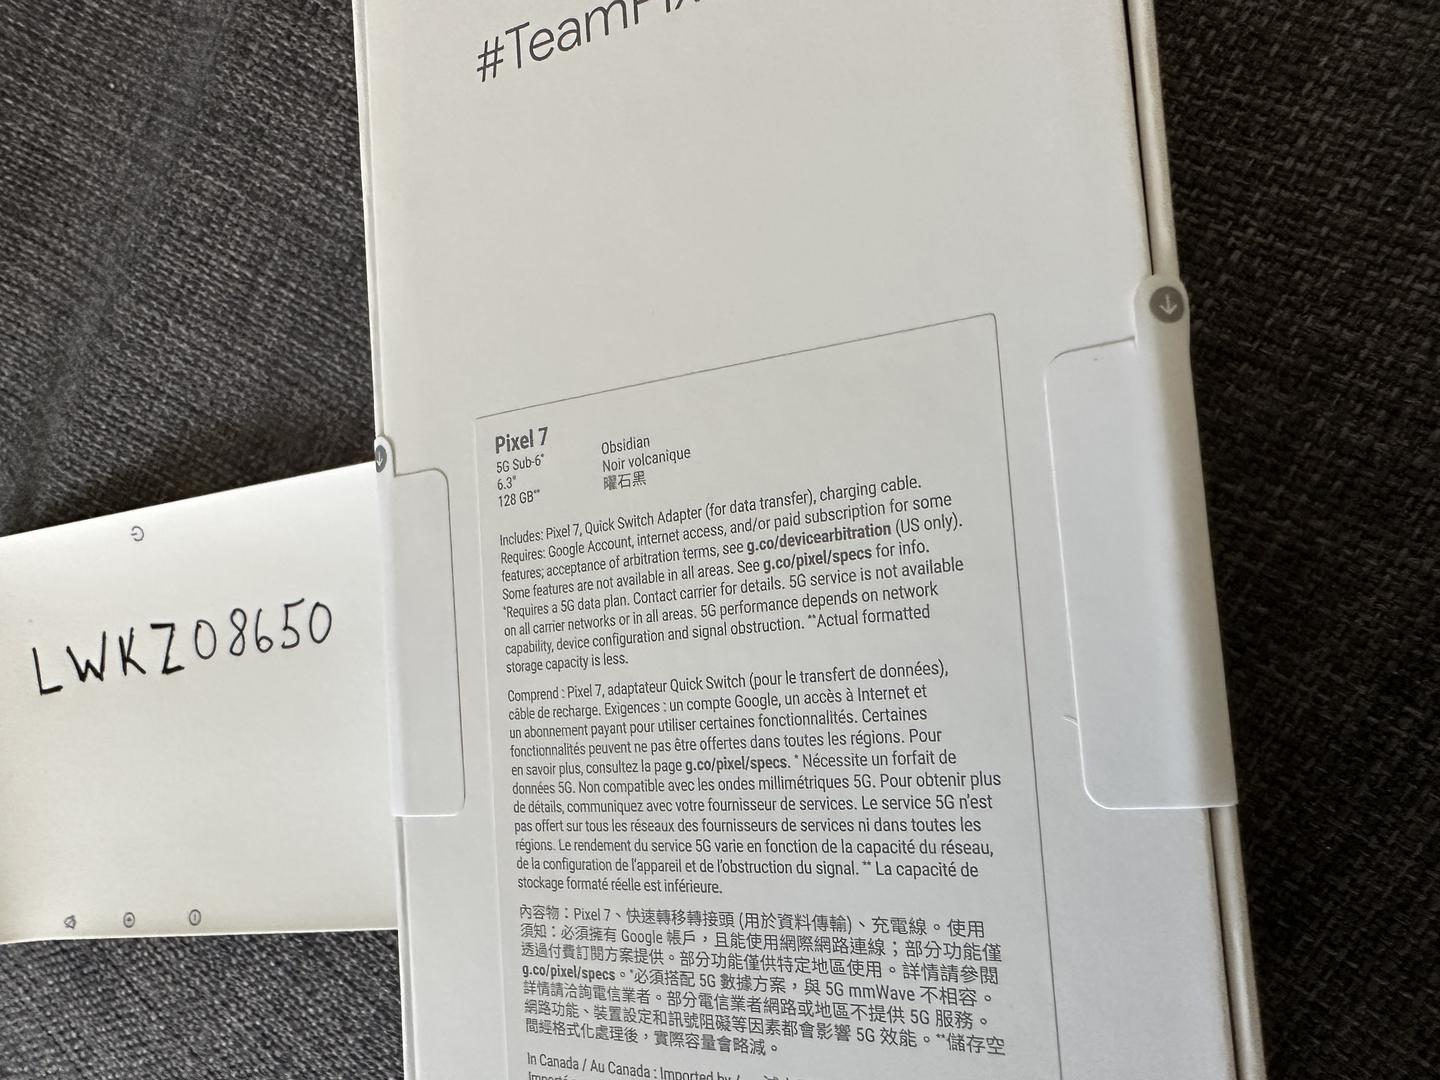 #TeamPix
Pixel 7
5G Sub-6*
6.3"
128 GB**
Obsidian
Noir volcanique
曜石黑
Includes: Pixel 7, Quick Switch Adapter (for data transfer), charging cable.
Requires: Google Account, internet access, and/or paid subscription for some
features; acceptance of arbitration terms, see g.co/devicearbitration (US only).
Some features are not available in all areas. See g.co/pixel/specs for info.
*Requires a 5G data plan. Contact carrier for details. 5G service is not available
on all carrier networks or in all areas. 5G performance depends on network
capability, device configuration and signal obstruction. **Actual formatted
storage capacity is less.
Comprend : Pixel 7, adaptateur Quick Switch (pour le transfert de données),
câble de recharge. Exigences : un compte Google, un accès à Internet et
un abonnement payant pour utiliser certaines fonctionnalités. Certaines
fonctionnalités peuvent ne pas être offertes dans toutes les régions. Pour
en savoir plus, consultez la page g.co/pixel/specs. * Nécessite un forfait de
données 5G. Non compatible avec les ondes millimétriques 5G. Pour obtenir plus
de détails, communiquez avec votre fournisseur de services. Le service 5G n'est
pas offert sur tous les réseaux des fournisseurs de services ni dans toutes les
régions. Le rendement du service 5G varie en fonction de la capacité du réseau,
de la configuration de l'appareil et de l'obstruction du signal. ** La capacité de
stockage formaté réelle est inférieure.
內容物：Pixel 7、快速轉移轉接頭 (用於資料傳輸)、充電線。使用
須知：必須擁有 Google 帳戶，且能使用網際網路連線；部分功能僅
透過付費訂閱方案提供。部分功能僅供特定地區使用。詳情請參閱
g.co/pixel/specs。*必須搭配 5G 數據方案，與 5G mmWave 不相容。
詳情請洽詢電信業者。部分電信業者網路或地區不提供 5G 服務。
網路功能、裝置設定和訊號阻礙等因素都會影響 5G 效能。**儲存空
間經格式化處理後，實際容量會略減。
In Canada / Au Canada : Imported by /
LWKZ08650